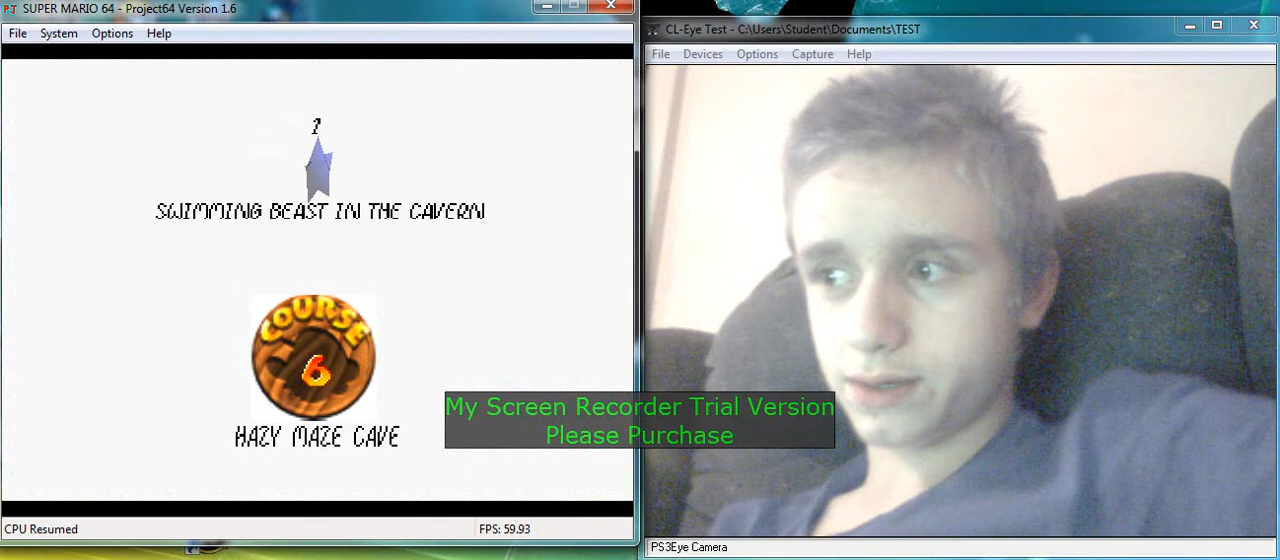 SUPER MARIO 64 - Project64 Version 1.6
File System Options Help
1
SWIMMING BEAST IN THE CAVERN
COURSE
6
HAZY MAZE CAVE
CPU Resumed
FPS: 59.93
CL-Eye Test - C:\Users\Student\Documents\TEST
File Devices Options Capture Help
My Screen Recorder Trial Version
Please Purchase
PS3Eye Camera